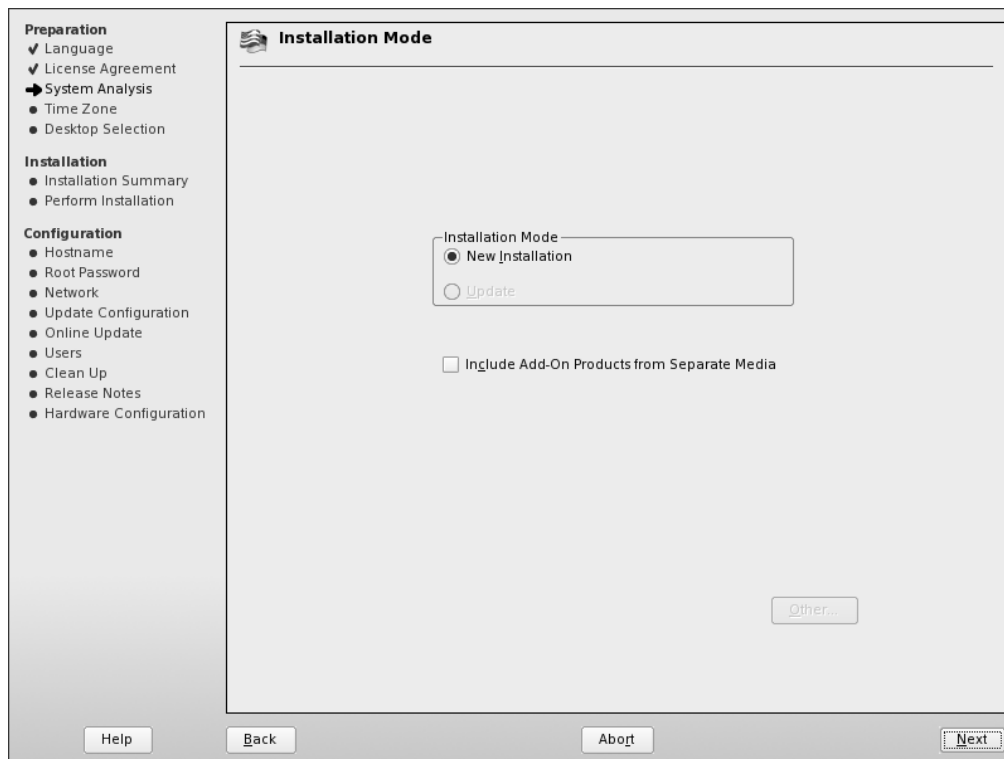 Preparation
Language
License Agreement
System Analysis
Time Zone
Desktop Selection
Installation
Installation Summary
Perform Installation
Configuration
Hostname
Root Password
Network
Update Configuration
Online Update
Users
Clean Up
Release Notes
Hardware Configuration
Installation Mode
Installation Mode
New Installation
Update
Include Add-On Products from Separate Media
Other...
Help
Back
Abort
Next